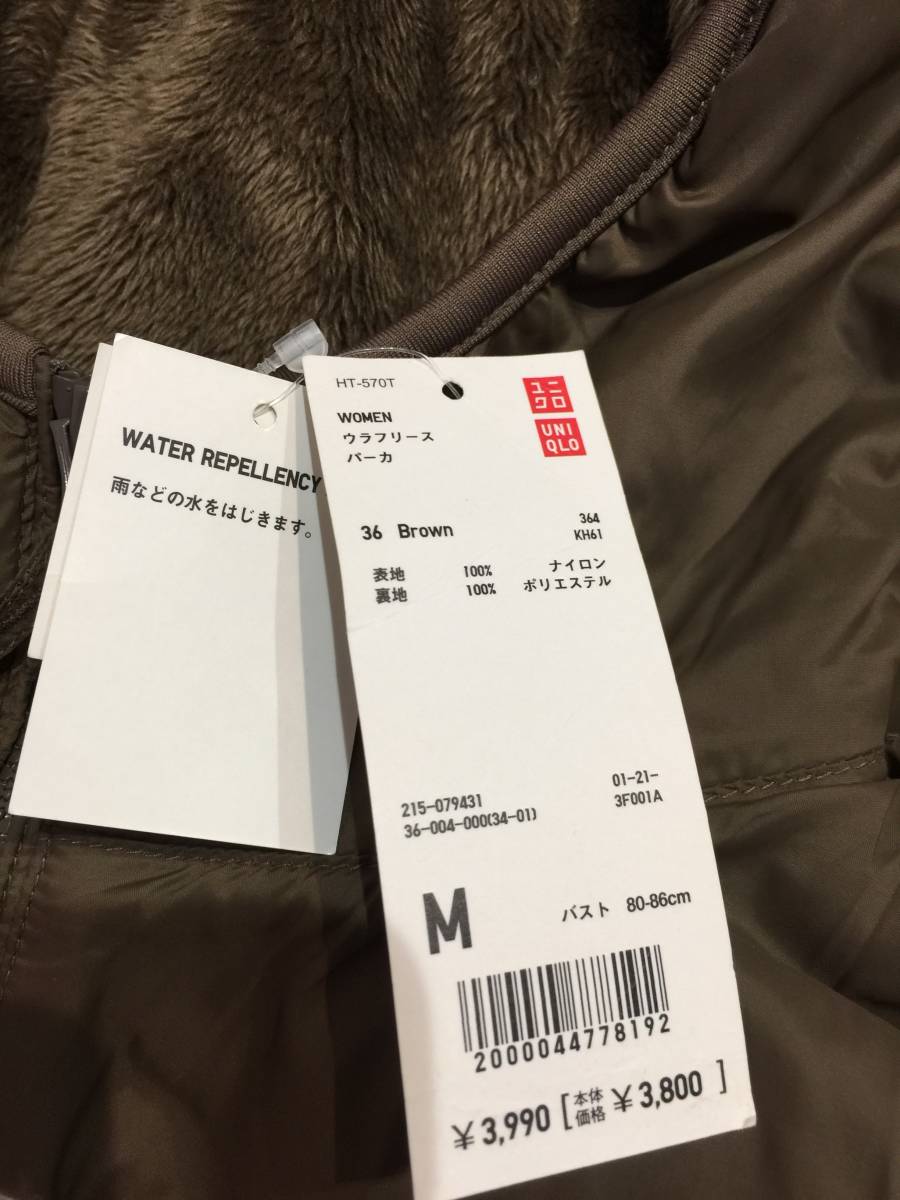 WATER REPELLENCY
雨などの水をはじきます。
HT-570T
WOMEN
ウラフリース
パーカ
ユニ
クロ
UNI
QLO
36 Brown
364
KH61
表地 100% ナイロン
裏地 100% ポリエステル
215-079431
36-004-000(34-01)
01-21-
3F001A
M バスト 80-86cm
2000044778192
¥3,990 [本体価格 ¥3,800 ]